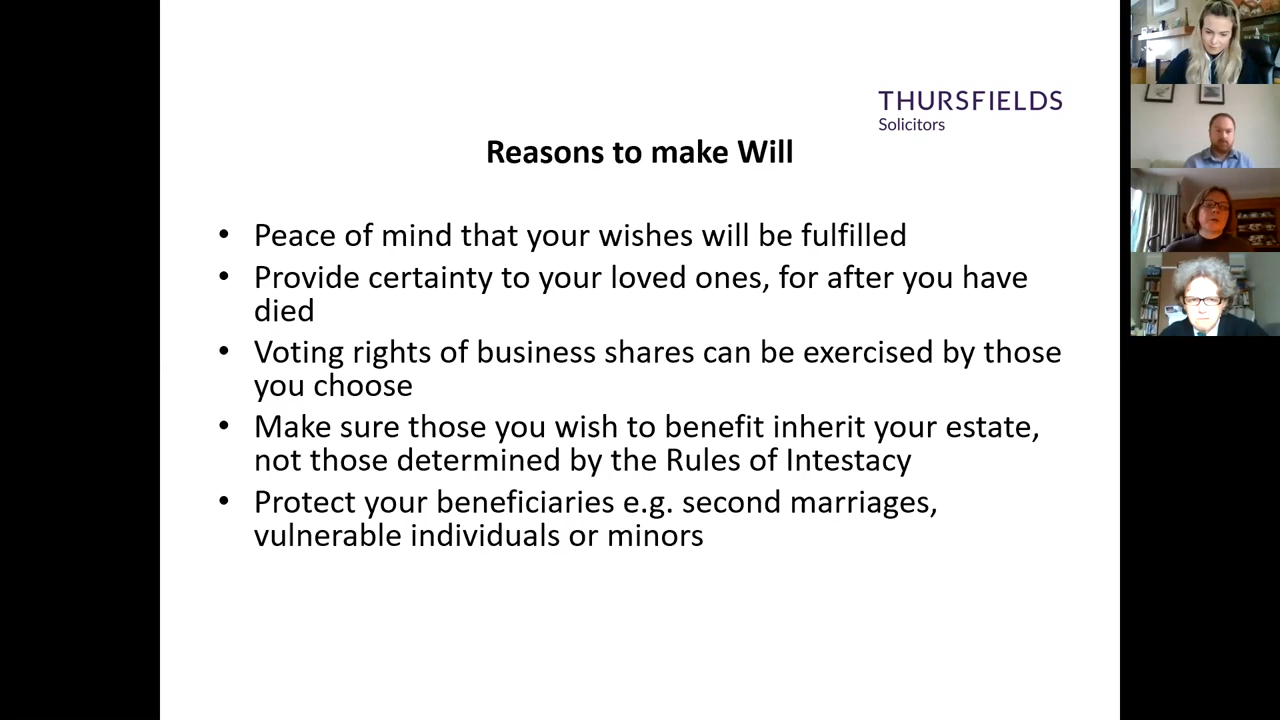 THURSFIELDS
Solicitors
Reasons to make Will
• Peace of mind that your wishes will be fulfilled
• Provide certainty to your loved ones, for after you have
died
• Voting rights of business shares can be exercised by those
you choose
• Make sure those you wish to benefit inherit your estate,
not those determined by the Rules of Intestacy
• Protect your beneficiaries e.g. second marriages,
vulnerable individuals or minors